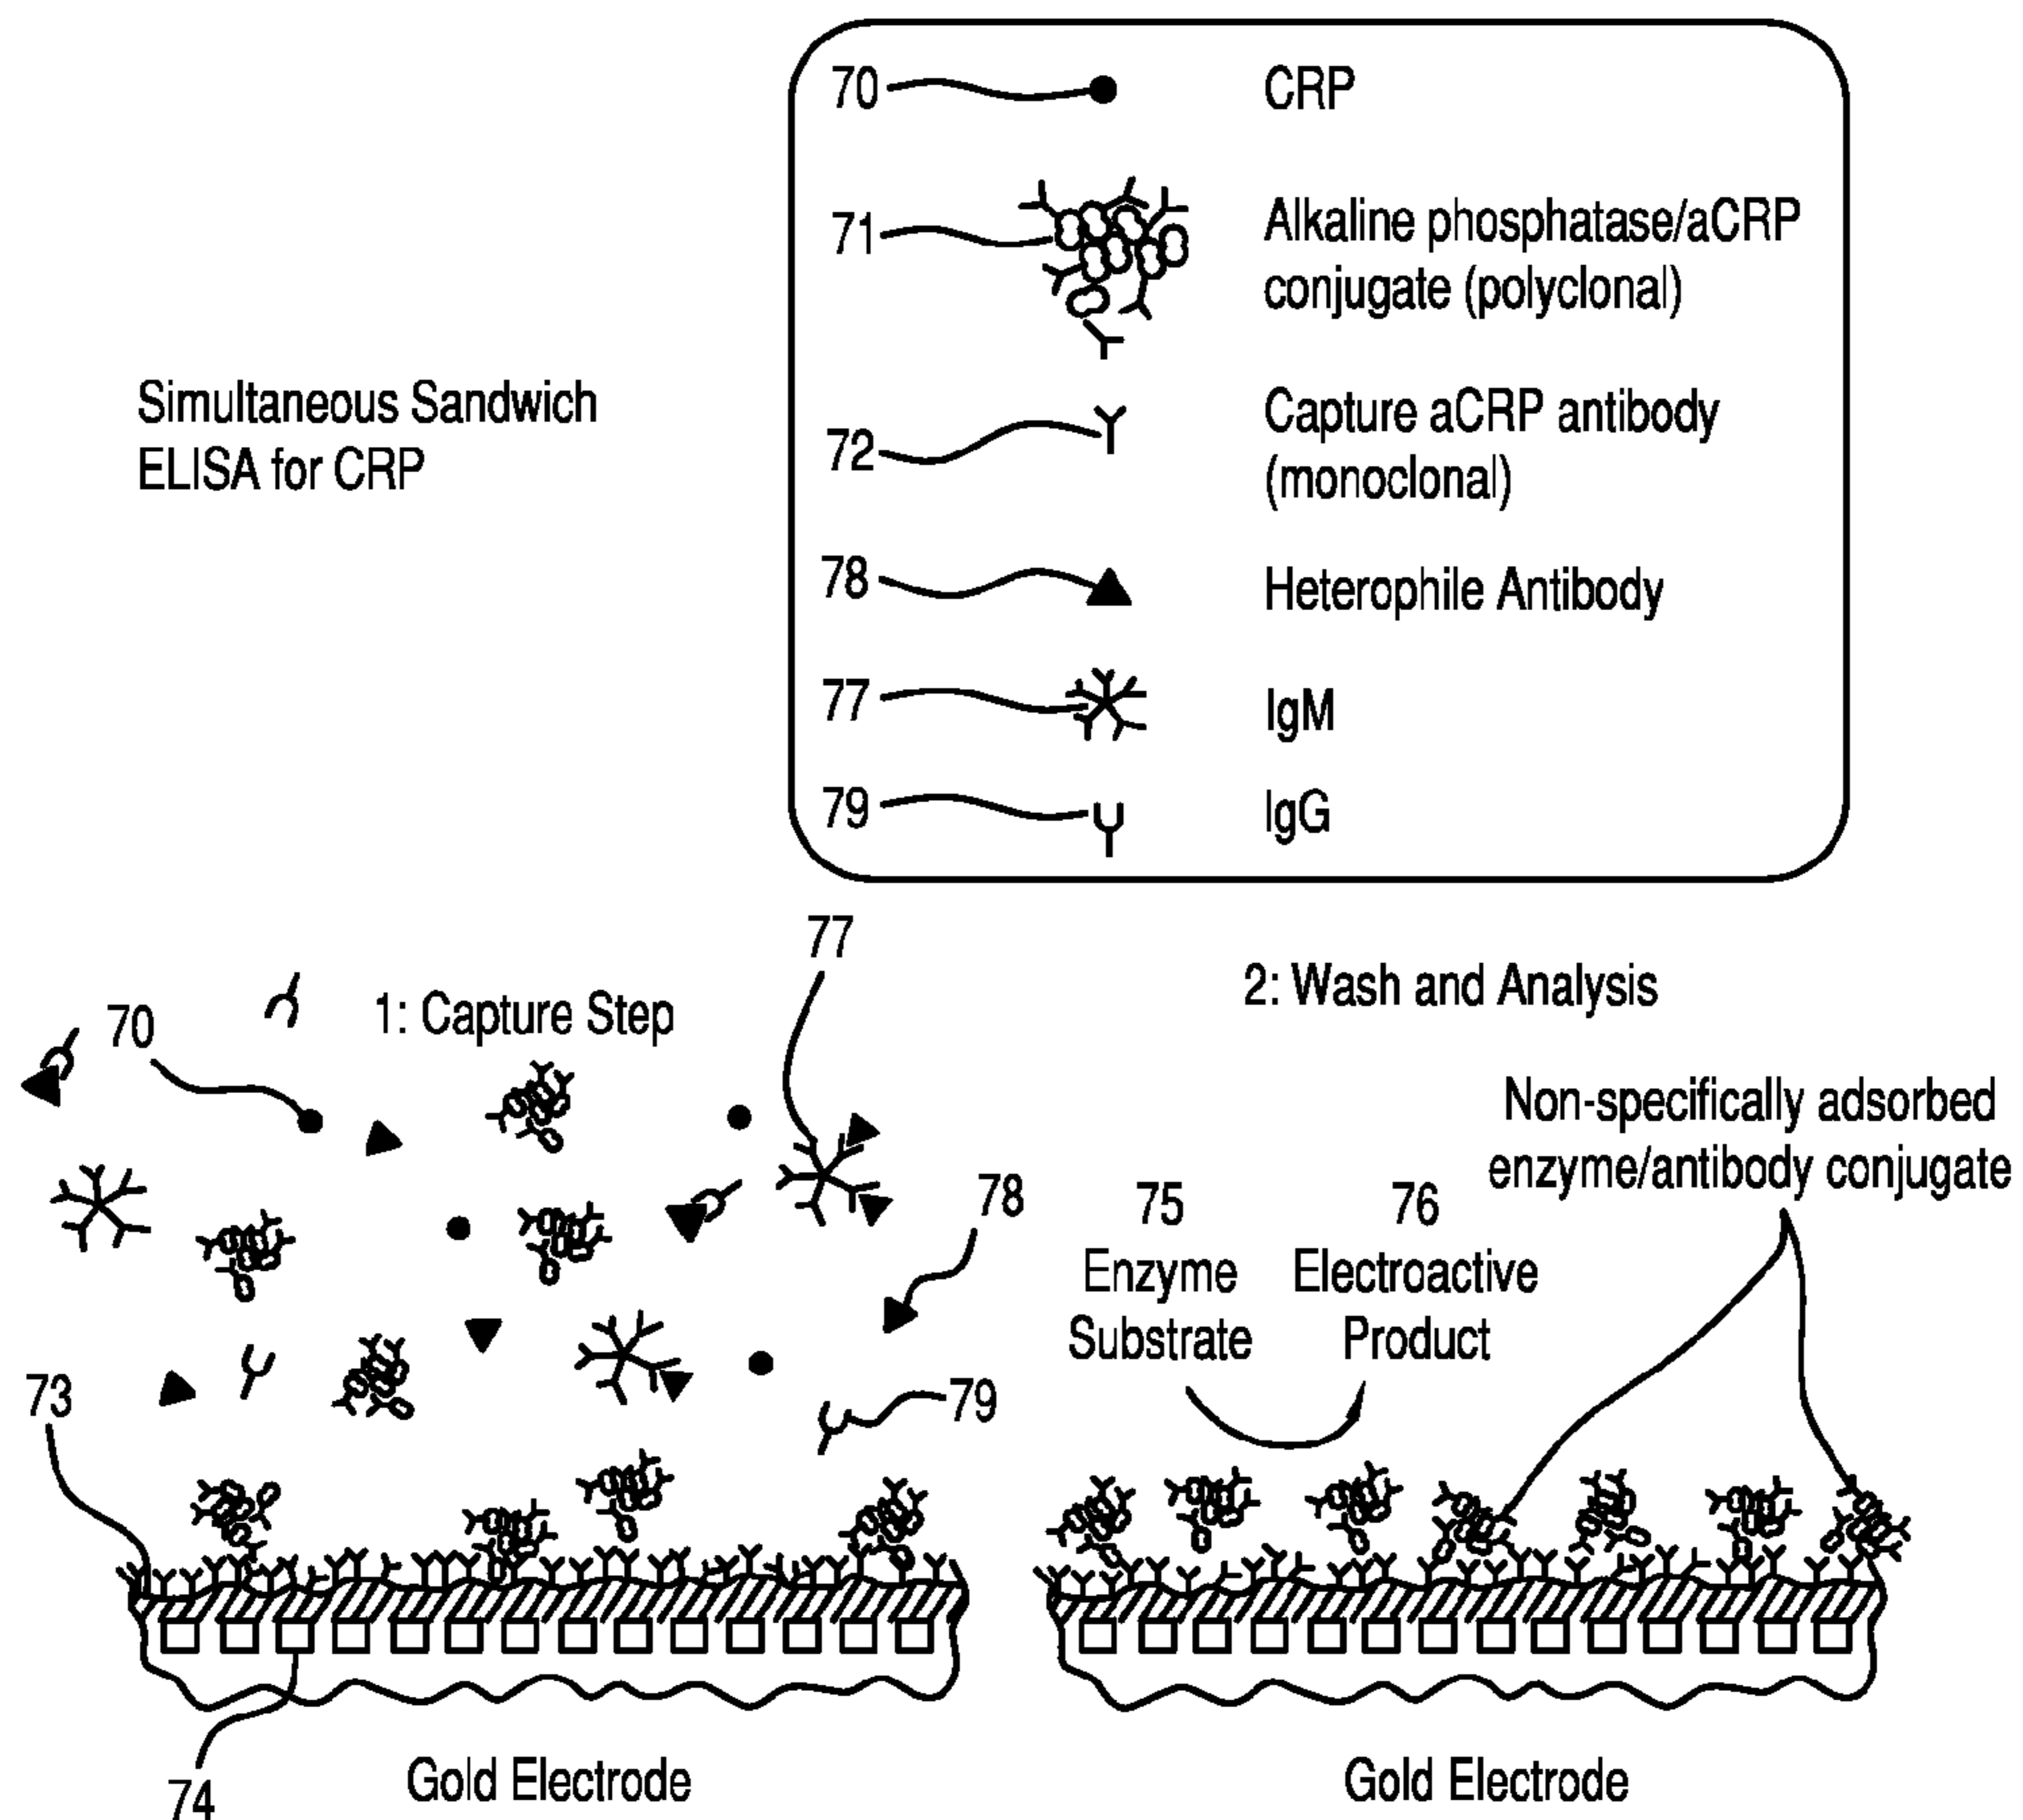 70 CRP
71 Alkaline phosphatase/aCRP
conjugate (polyclonal)
Simultaneous Sandwich
ELISA for CRP
72 Capture aCRP antibody
(monoclonal)
78 Heterophile Antibody
77 IgM
79 IgG
77
1: Capture Step
70
78
73
79
74
Gold Electrode
2: Wash and Analysis
Non-specifically adsorbed
enzyme/antibody conjugate
75 76
Enzyme Electroactive
Substrate Product
Gold Electrode